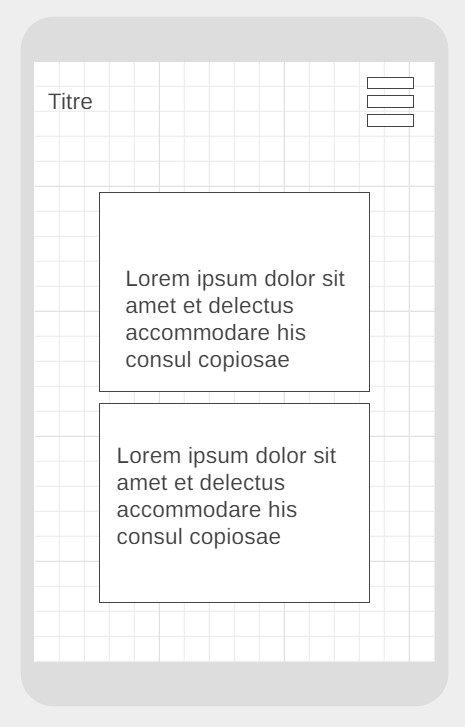 Titre
Lorem ipsum dolor sit
amet et delectus
accommodare his
consul copiosae
Lorem ipsum dolor sit
amet et delectus
accommodare his
consul copiosae